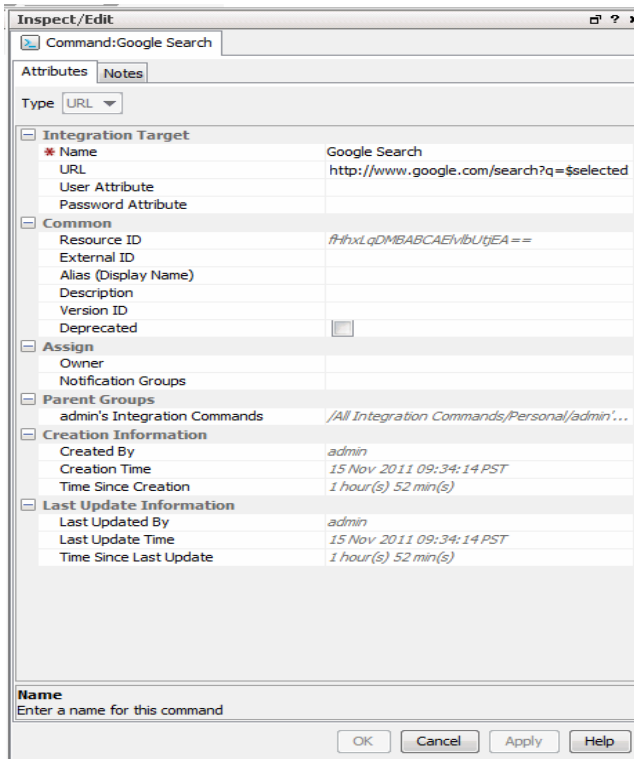 Inspect/Edit
Command:Google Search
Attributes Notes
Type URL
Integration Target
* Name Google Search
URL http://www.google.com/search?q=$selected
User Attribute
Password Attribute
Common
Resource ID fHhxLqDMBABCAElvlbUtjEA==
External ID
Alias (Display Name)
Description
Version ID
Deprecated
Assign
Owner
Notification Groups
Parent Groups
admin's Integration Commands /All Integration Commands/Personal/admin'...
Creation Information
Created By admin
Creation Time 15 Nov 2011 09:34:14 PST
Time Since Creation 1 hour(s) 52 min(s)
Last Update Information
Last Updated By admin
Last Update Time 15 Nov 2011 09:34:14 PST
Time Since Last Update 1 hour(s) 52 min(s)
Name
Enter a name for this command
OK Cancel Apply Help